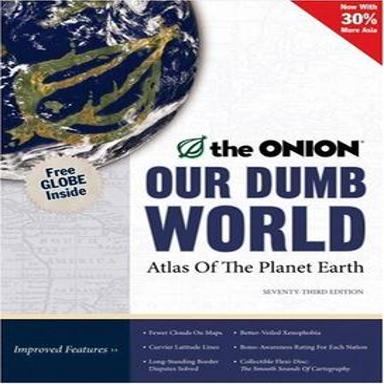 Now With
30%
More Asia
Free
GLOBE
Inside
the ONION
OUR DUMB
WORLD
Atlas Of The Planet Earth
SEVENTY-THIRD EDITION
Improved Features >>
• Fewer Clouds On Maps
• Curvier Latitude Lines
• Long-Standing Border
Disputes Solved
• Better-Veiled Xenophobia
• Bono-Awareness Rating For Each Nation
• Collectible Flexi-Disc:
The Smooth Sounds Of Cartography